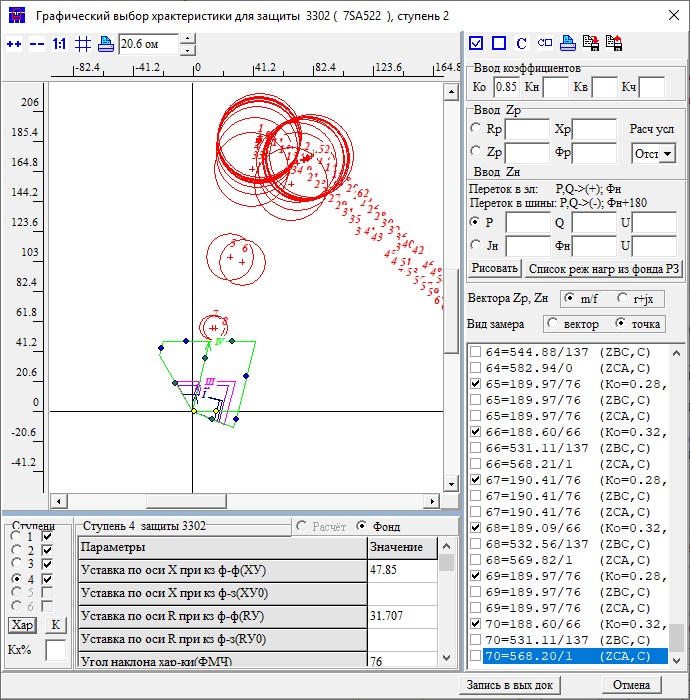 Графический выбор храктеристики для защиты 3302 ( 7SA522 ), ступень 2
++ -- 1:1 20.6 ом
-82.4 -41.2 0 41.2 82.4 123.6 164.8
206
185.4
164.8
144.2
123.6
103
82.4
61.8
41.2
20.6
0
-20.6
-41.2
5 6
7 8
IV
III
I
C
Ввод коэффициентов
Ко 0.85 Кн Кв Кч
Ввод Zp
Rp Xp Расч усл
Zp Фр Отст
Ввод Zн
Переток в зл: P,Q->(+); Фн
Переток в шины: P,Q->(-); Фн+180
P Q U
Jн Фн U
Рисовать Список реж нагр из фонда РЗ
Вектора Zp, Zн m/f r+jx
Вид замера вектор точка
64=544.88/137 (ZBC,C)
64=582.94/0 (ZCA,C)
65=189.97/76 (Ко=0.28,
65=189.97/76 (ZBC,C)
65=189.97/76 (ZCA,C)
66=188.60/66 (Ко=0.32,
66=531.11/137 (ZBC,C)
66=568.21/1 (ZCA,C)
67=190.41/76 (Ко=0.28,
67=190.41/76 (ZBC,C)
67=190.41/76 (ZCA,C)
68=189.09/66 (Ко=0.32,
68=532.56/137 (ZBC,C)
68=569.82/1 (ZCA,C)
69=189.97/76 (Ко=0.28,
69=189.97/76 (ZBC,C)
69=189.97/76 (ZCA,C)
70=188.60/66 (Ко=0.32,
70=531.11/137 (ZBC,C)
70=568.20/1 (ZCA,C)
Ступени
1
2
3
4
5
6
Хар К
Кх%
Ступень 4 защиты 3302 Расчёт Фонд
Параметры Значение
Уставка по оси X при кз ф-ф(XУ) 47.85
Уставка по оси X при кз ф-з(XУ0)
Уставка по оси R при кз ф-ф(RУ) 31.707
Уставка по оси R при кз ф-з(RУ0)
Угол наклона хар-ки(ФМЧ) 76
Запись в вых док Отмена